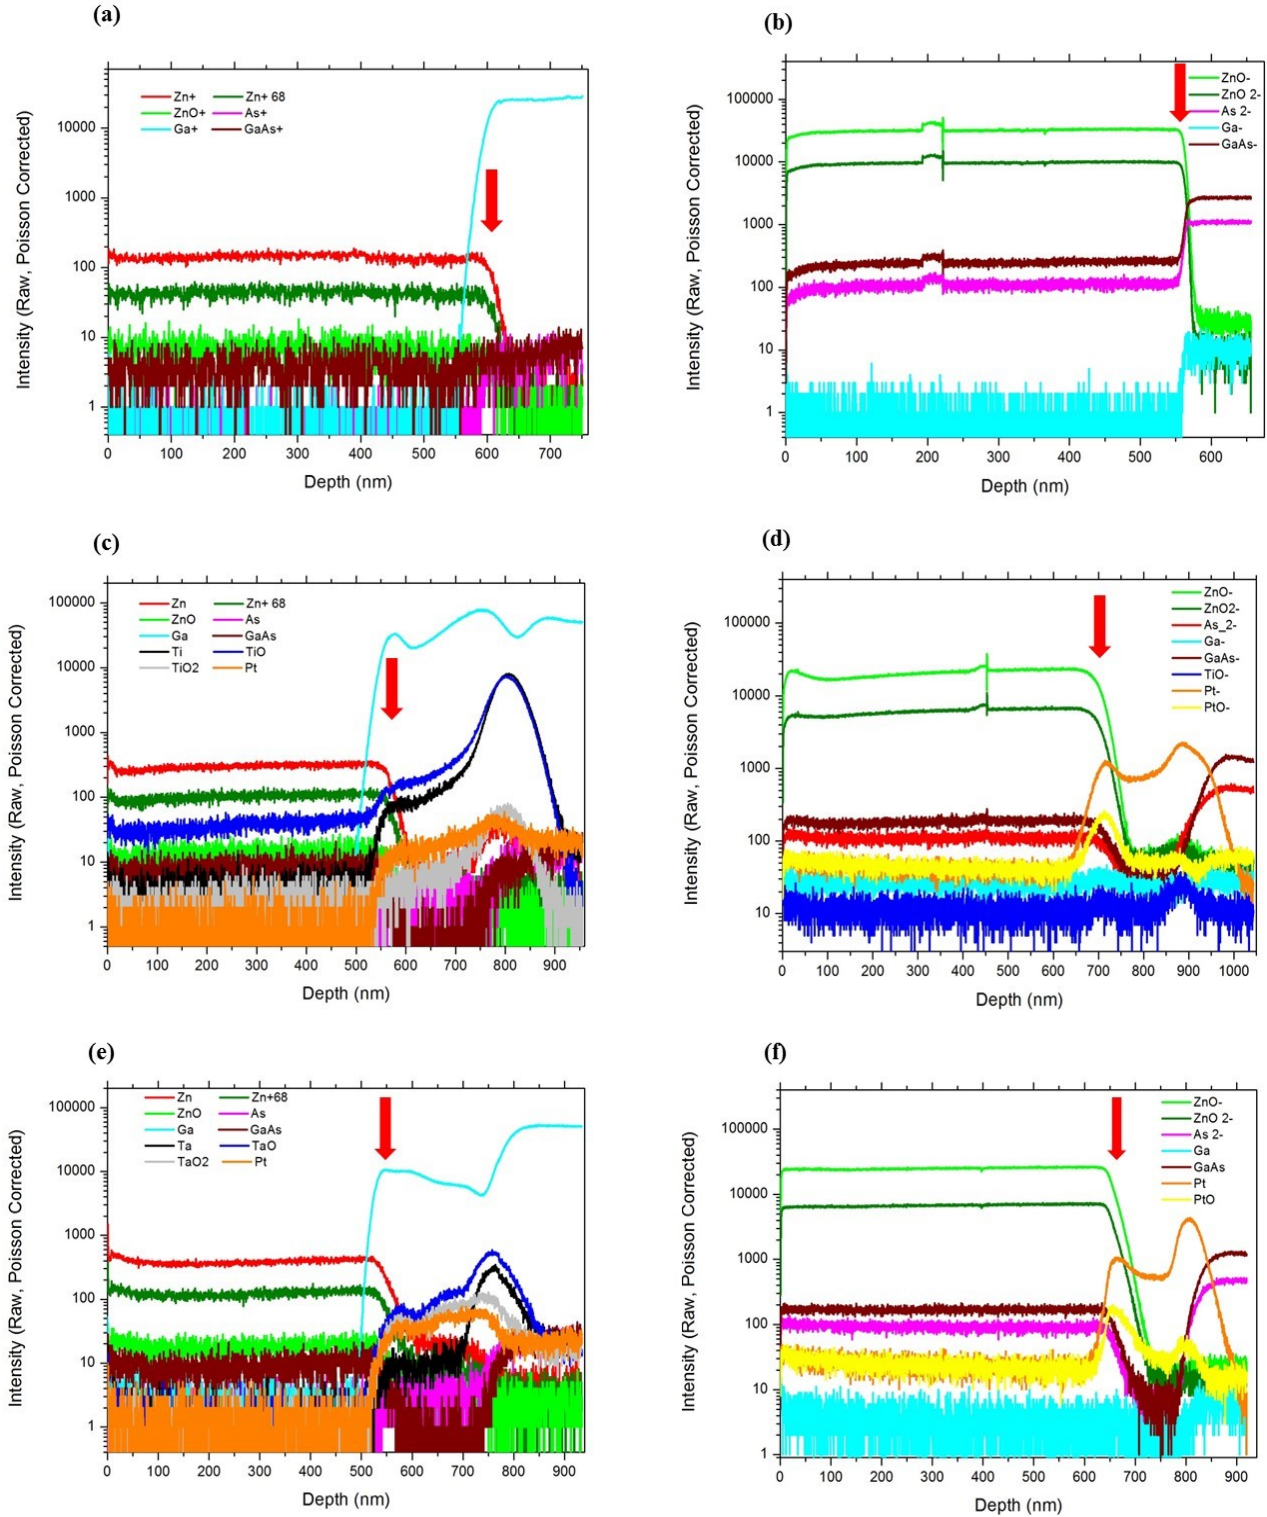 (a)
Intensity (Raw, Poisson Corrected)
Zn+ Zn+ 68
ZnO+ As+
Ga+ GaAs+
10000
1000
100
10
1
0 100 200 300 400 500 600 700
Depth (nm)
(b)
Intensity (Raw, Poisson Corrected)
ZnO-
ZnO 2-
As 2-
Ga-
GaAs-
100000
10000
1000
100
10
1
0 100 200 300 400 500 600
Depth (nm)
(c)
Intensity (Raw, Poisson Corrected)
Zn Zn+ 68
ZnO As
Ga GaAs
Ti TiO
TiO2 Pt
100000
10000
1000
100
10
1
0 100 200 300 400 500 600 700 800 900
Depth (nm)
(d)
Intensity (Raw, Poisson Corrected)
ZnO-
ZnO2-
As_2-
Ga-
GaAs-
TiO-
Pt-
PtO-
100000
10000
1000
100
10
0 100 200 300 400 500 600 700 800 900 1000
Depth (nm)
(e)
Intensity (Raw, Poisson Corrected)
Zn Zn+68
ZnO As
Ga GaAs
Ta TaO
TaO2 Pt
100000
10000
1000
100
10
1
0 100 200 300 400 500 600 700 800 900
Depth (nm)
(f)
Intensity (Raw, Poisson Corrected)
ZnO-
ZnO 2-
As 2-
Ga
GaAs
Pt
PtO
100000
10000
1000
100
10
1
0 100 200 300 400 500 600 700 800 900
Depth (nm)